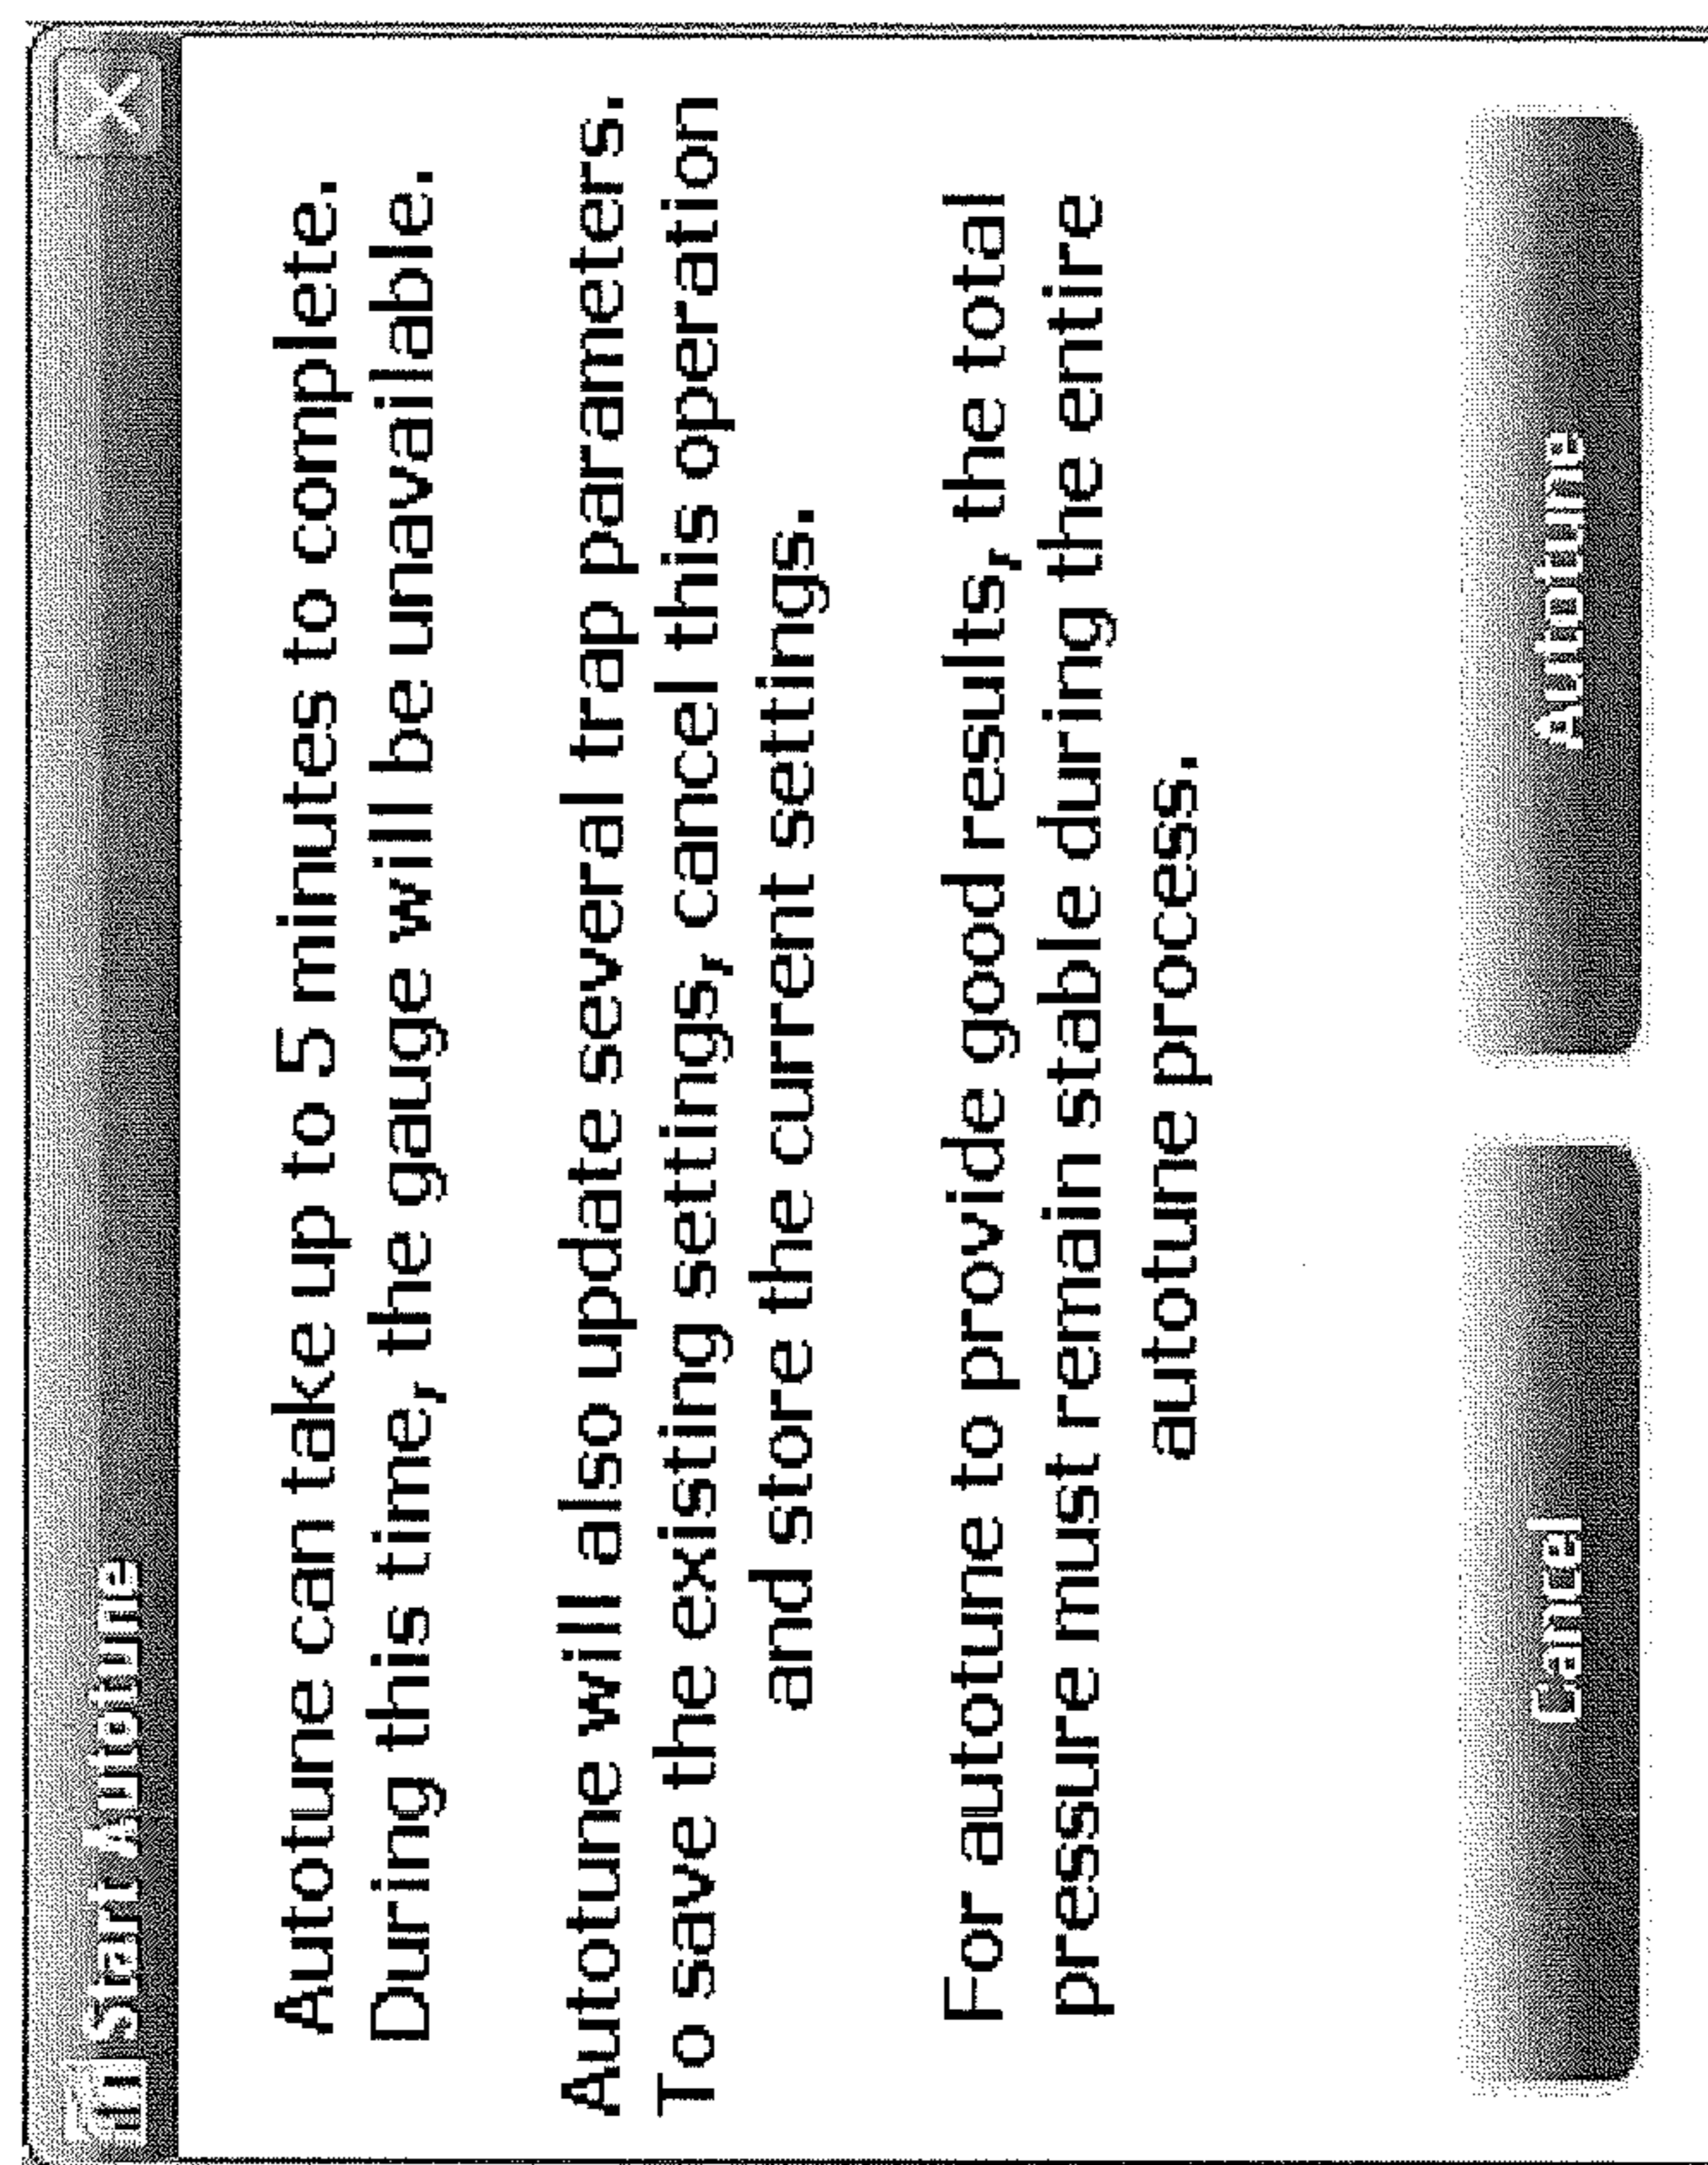 Start Autotune
Autotune can take up to 5 minutes to complete.
During this time, the gauge will be unavailable.
Autotune will also update several trap parameters.
To save the existing settings, cancel this operation
and store the current settings.
For autotune to provide good results, the total
pressure must remain stable during the entire
autotune process.
Cancel
Autotune